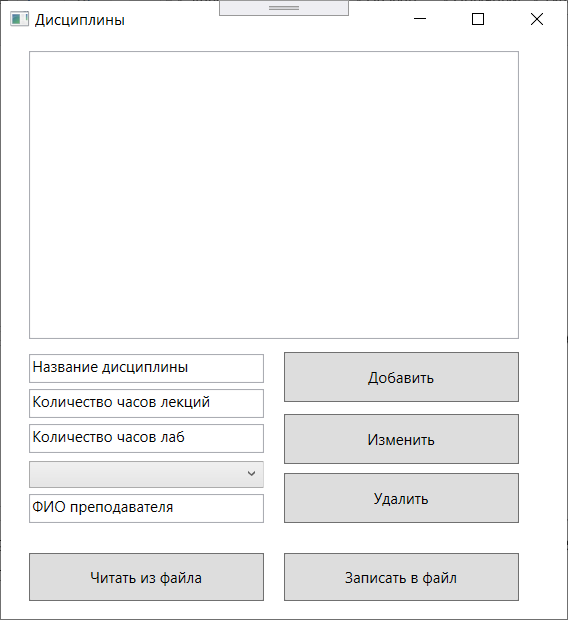 Дисциплины
Название дисциплины
Добавить
Количество часов лекций
Количество часов лаб
Изменить
Удалить
ФИО преподавателя
Читать из файла
Записать в файл